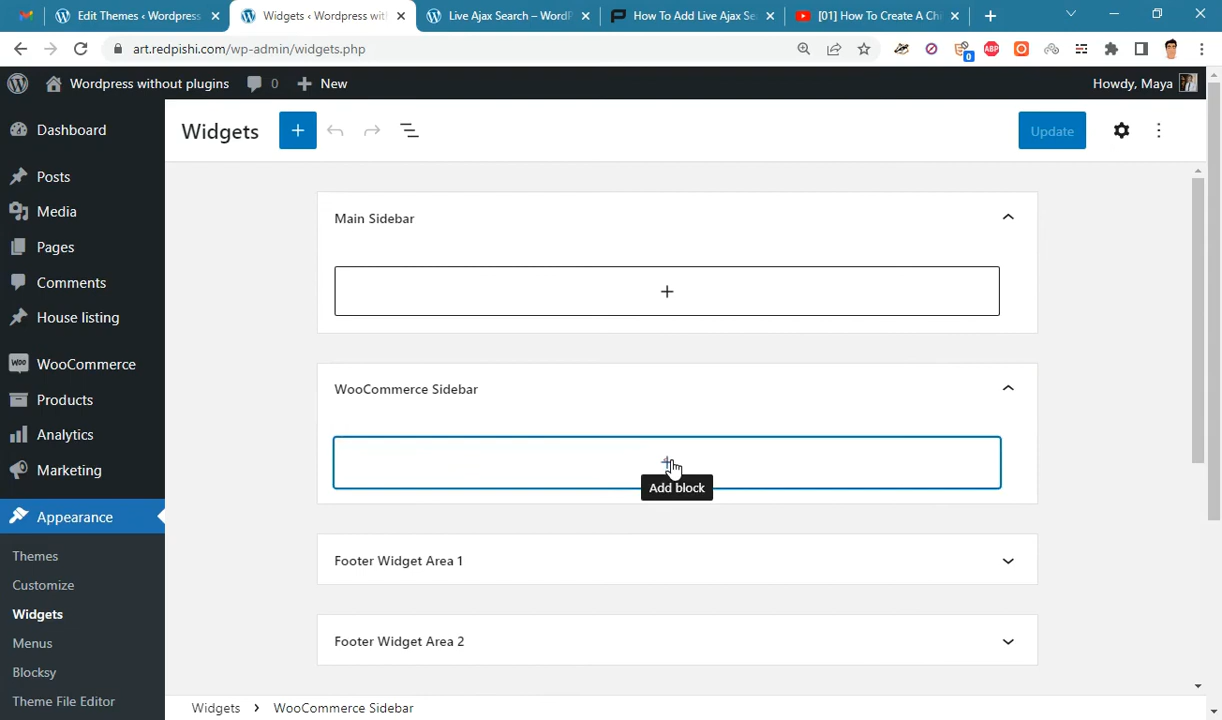 Edit Themes ‹ Wordpress
Widgets ‹ Wordpress wit
Live Ajax Search – WordP
How To Add Live Ajax Se
[01] How To Create A Ch
art.redpishi.com/wp-admin/widgets.php
0
ABP
Wordpress without plugins
0
New
Howdy, Maya
Dashboard
Posts
Media
Pages
Comments
House listing
Woo
WooCommerce
Products
Analytics
Marketing
Appearance
Themes
Customize
Widgets
Menus
Blocksy
Theme File Editor
Widgets
Update
Main Sidebar
WooCommerce Sidebar
Add block
Footer Widget Area 1
Footer Widget Area 2
Widgets > WooCommerce Sidebar